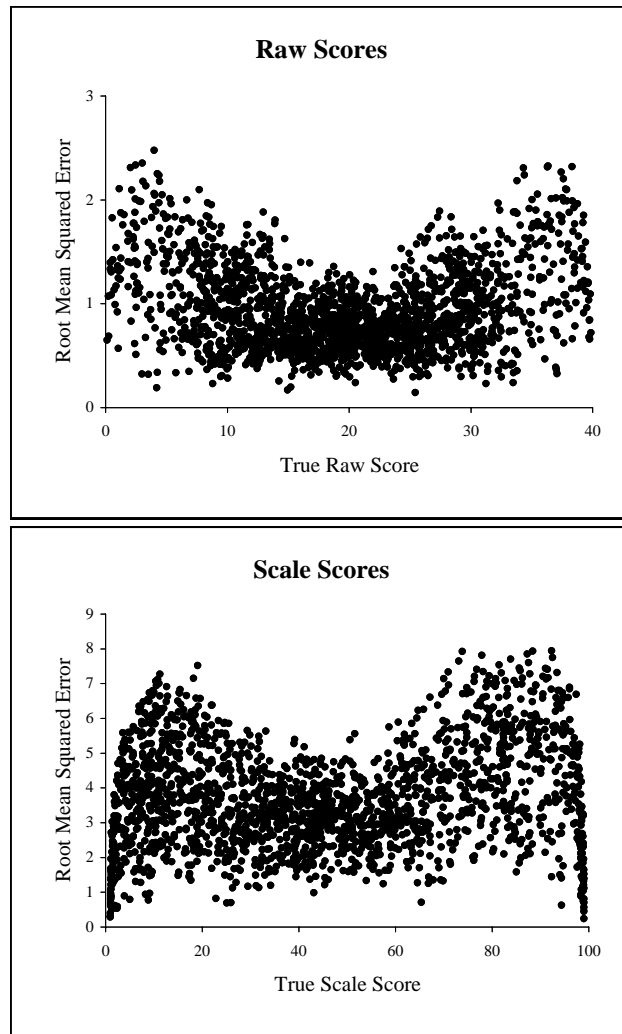 Raw Scores
3
2
1
0
Root Mean Squared Error
0 10 20 30 40
True Raw Score
Scale Scores
9
8
7
6
5
4
3
2
1
0
Root Mean Squared Error
0 20 40 60 80 100
True Scale Score